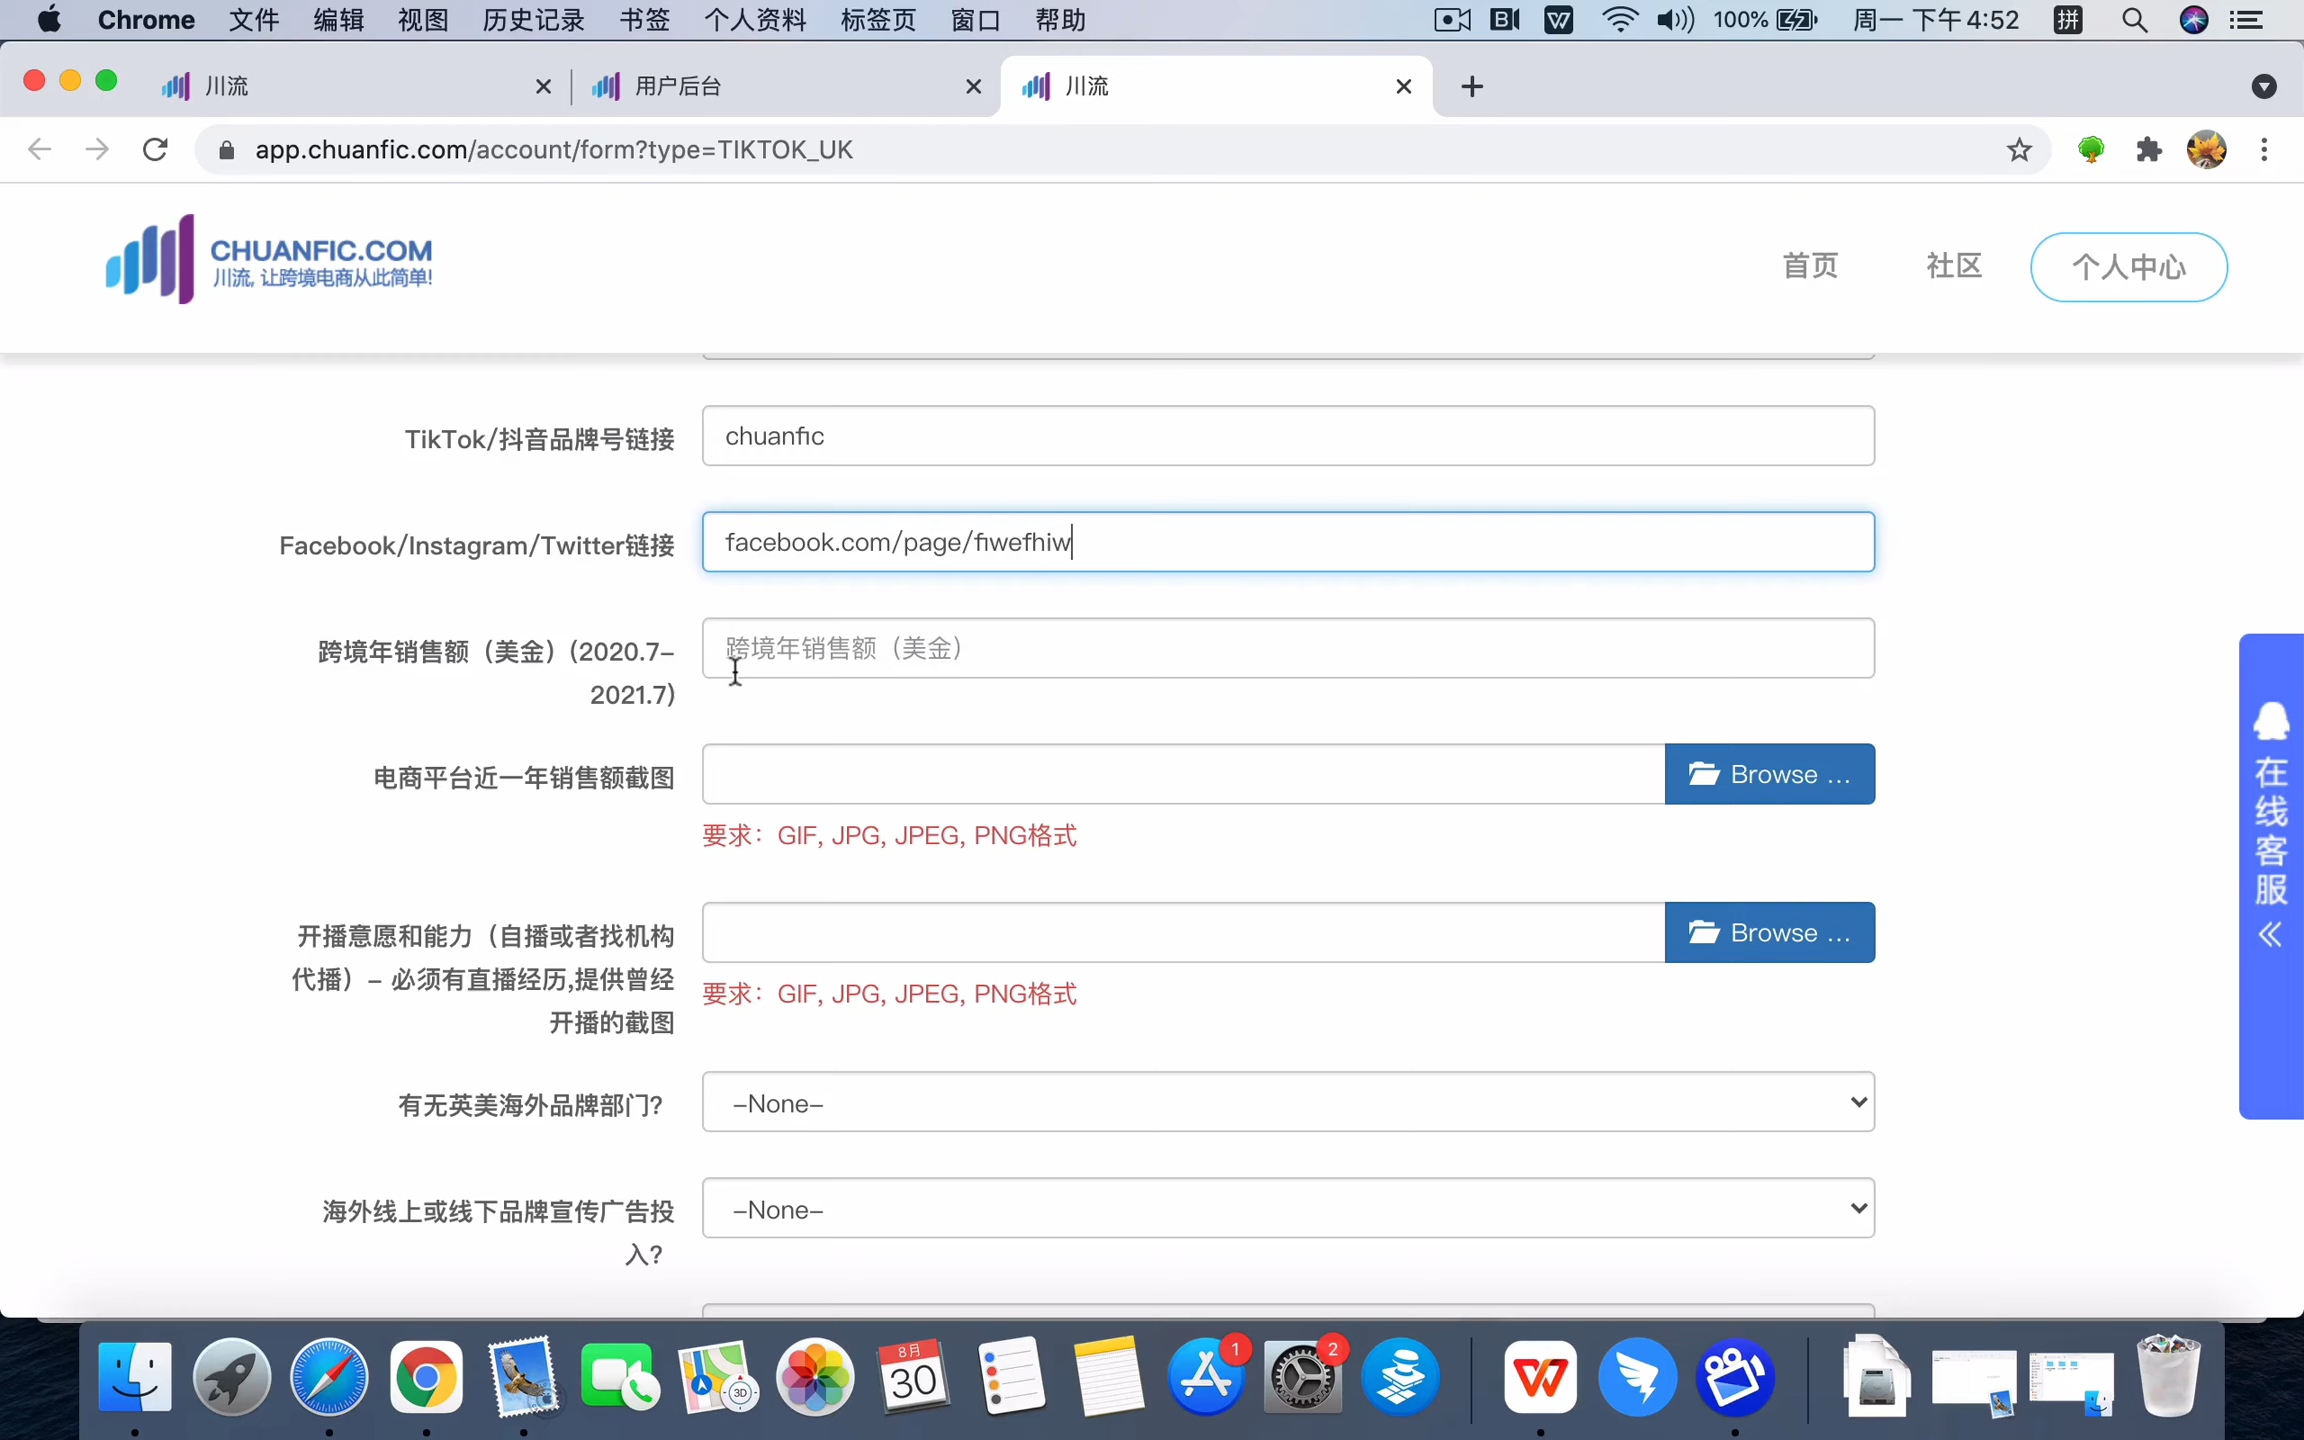 Chrome 文件 编辑 视图 历史记录 书签 个人资料 标签页 窗口 帮助 100% 周一 下午4:52 拼
川流 用户后台 川流
app.chuanfic.com/account/form?type=TIKTOK_UK
CHUANFIC.COM
川流, 让跨境电商从此简单!
首页 社区 个人中心
TikTok/抖音品牌号链接 chuanfic
Facebook/Instagram/Twitter链接 facebook.com/page/fiwefhiw
跨境年销售额（美金）(2020.7–
2021.7)
跨境年销售额（美金）
电商平台近一年销售额截图 Browse …
要求：GIF, JPG, JPEG, PNG格式
开播意愿和能力（自播或者找机构
代播）– 必须有直播经历,提供曾经
开播的截图
Browse …
要求：GIF, JPG, JPEG, PNG格式
有无英美海外品牌部门? –None–
海外线上或线下品牌宣传广告投
入?
–None–
在线客服
8月
30
3D
1
2